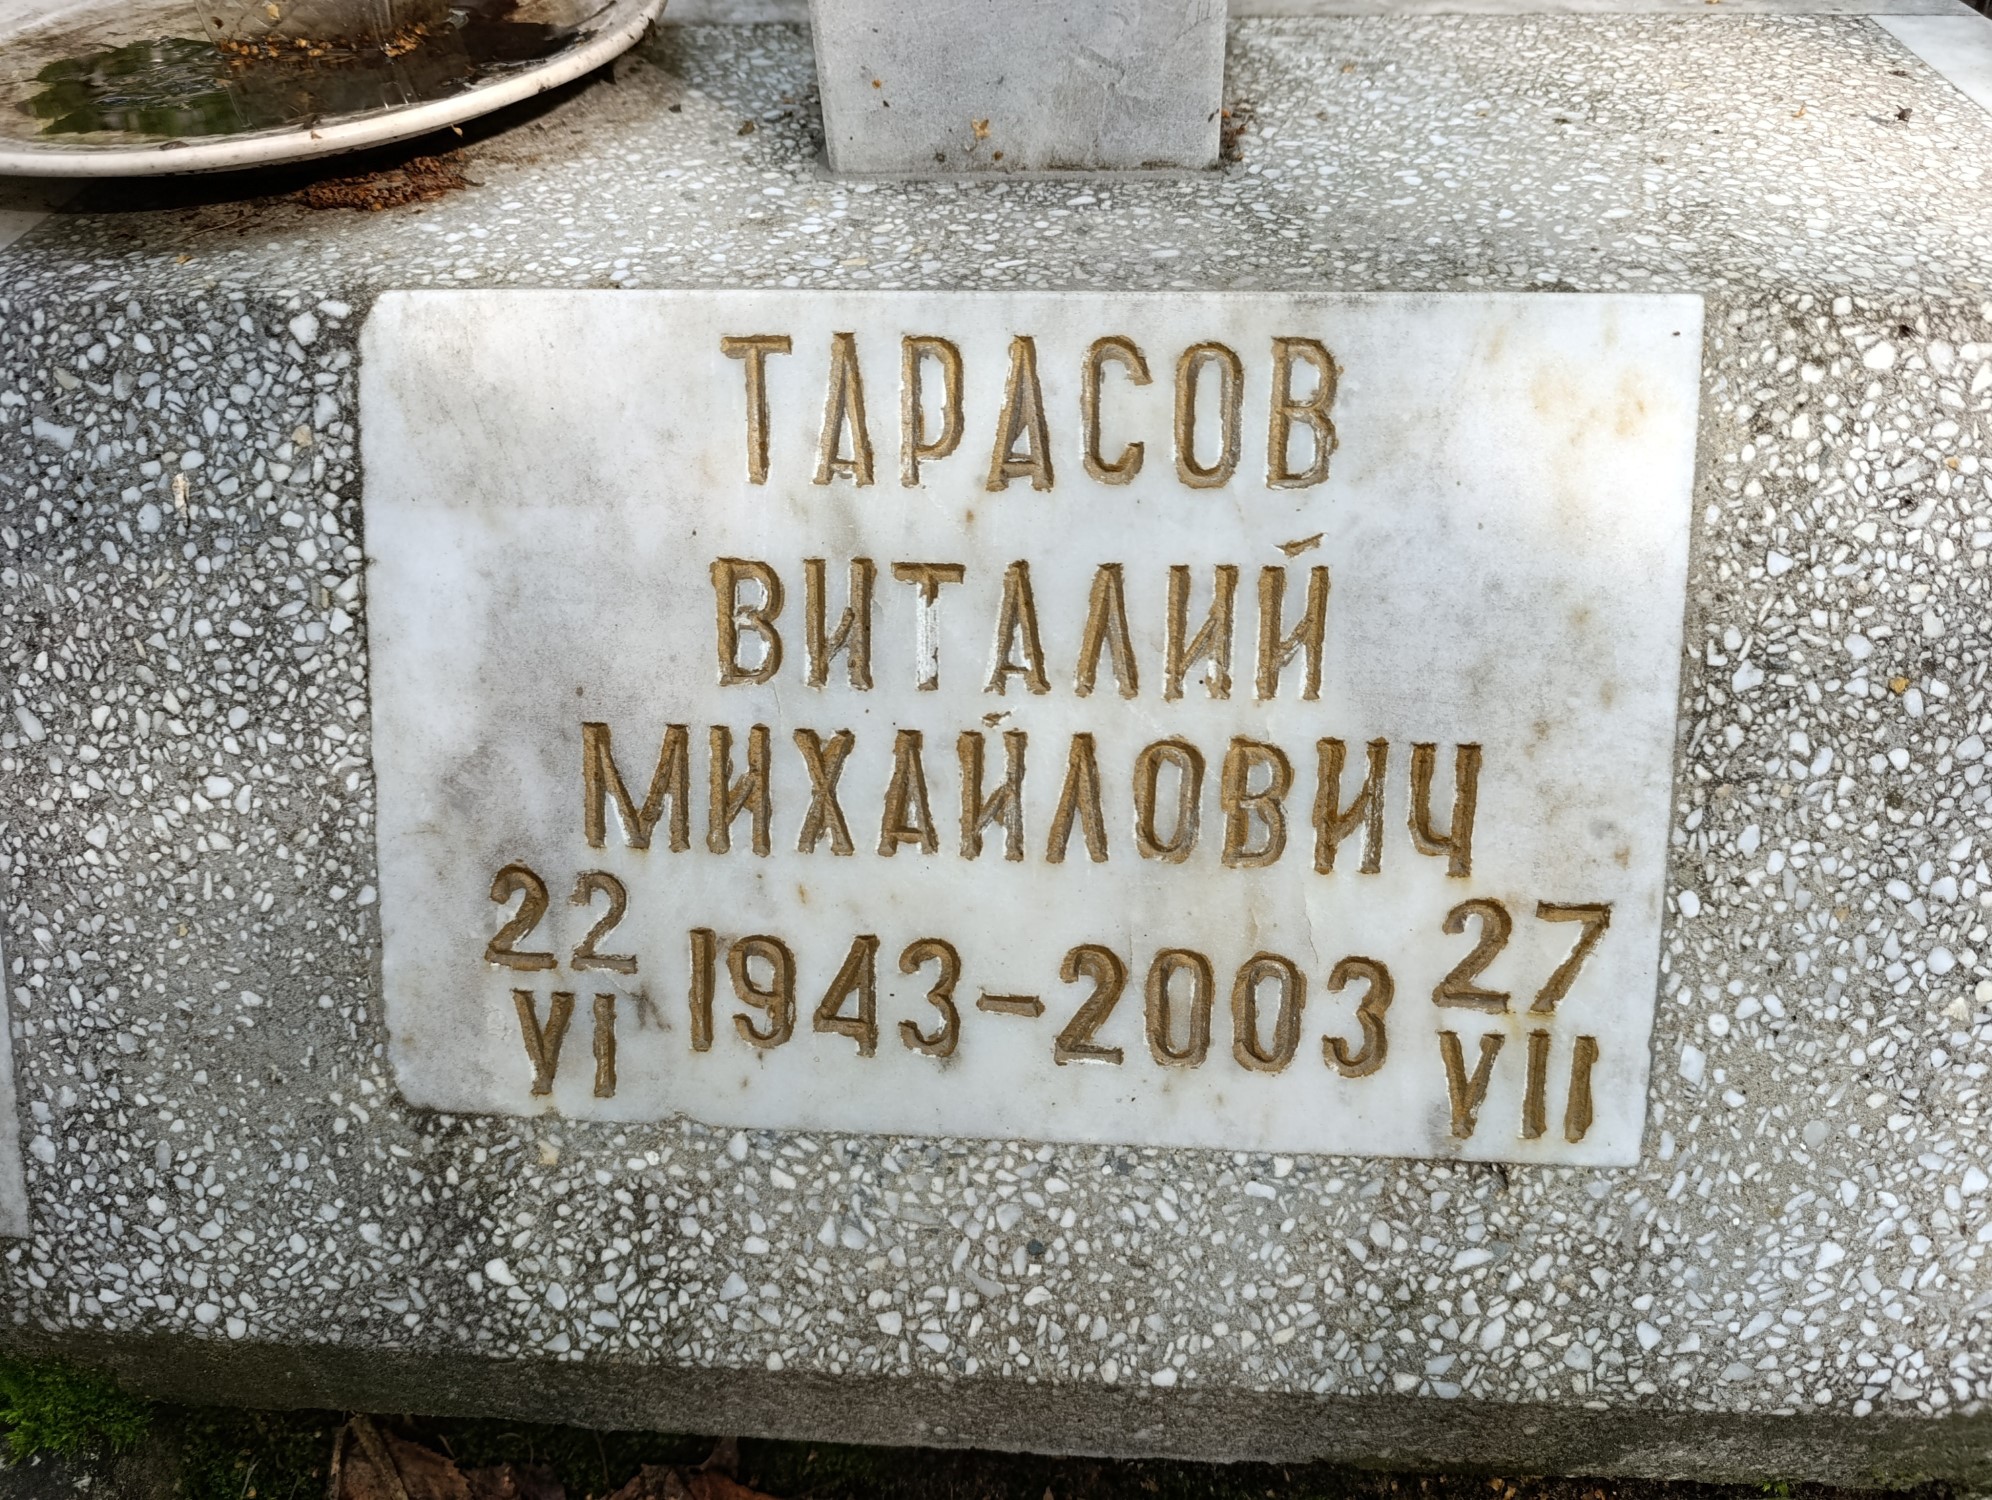 ТАРАСОВ
ВИТАЛИЙ
МИХАЙЛОВИЧ
22 VI 1943-2003 27 VII